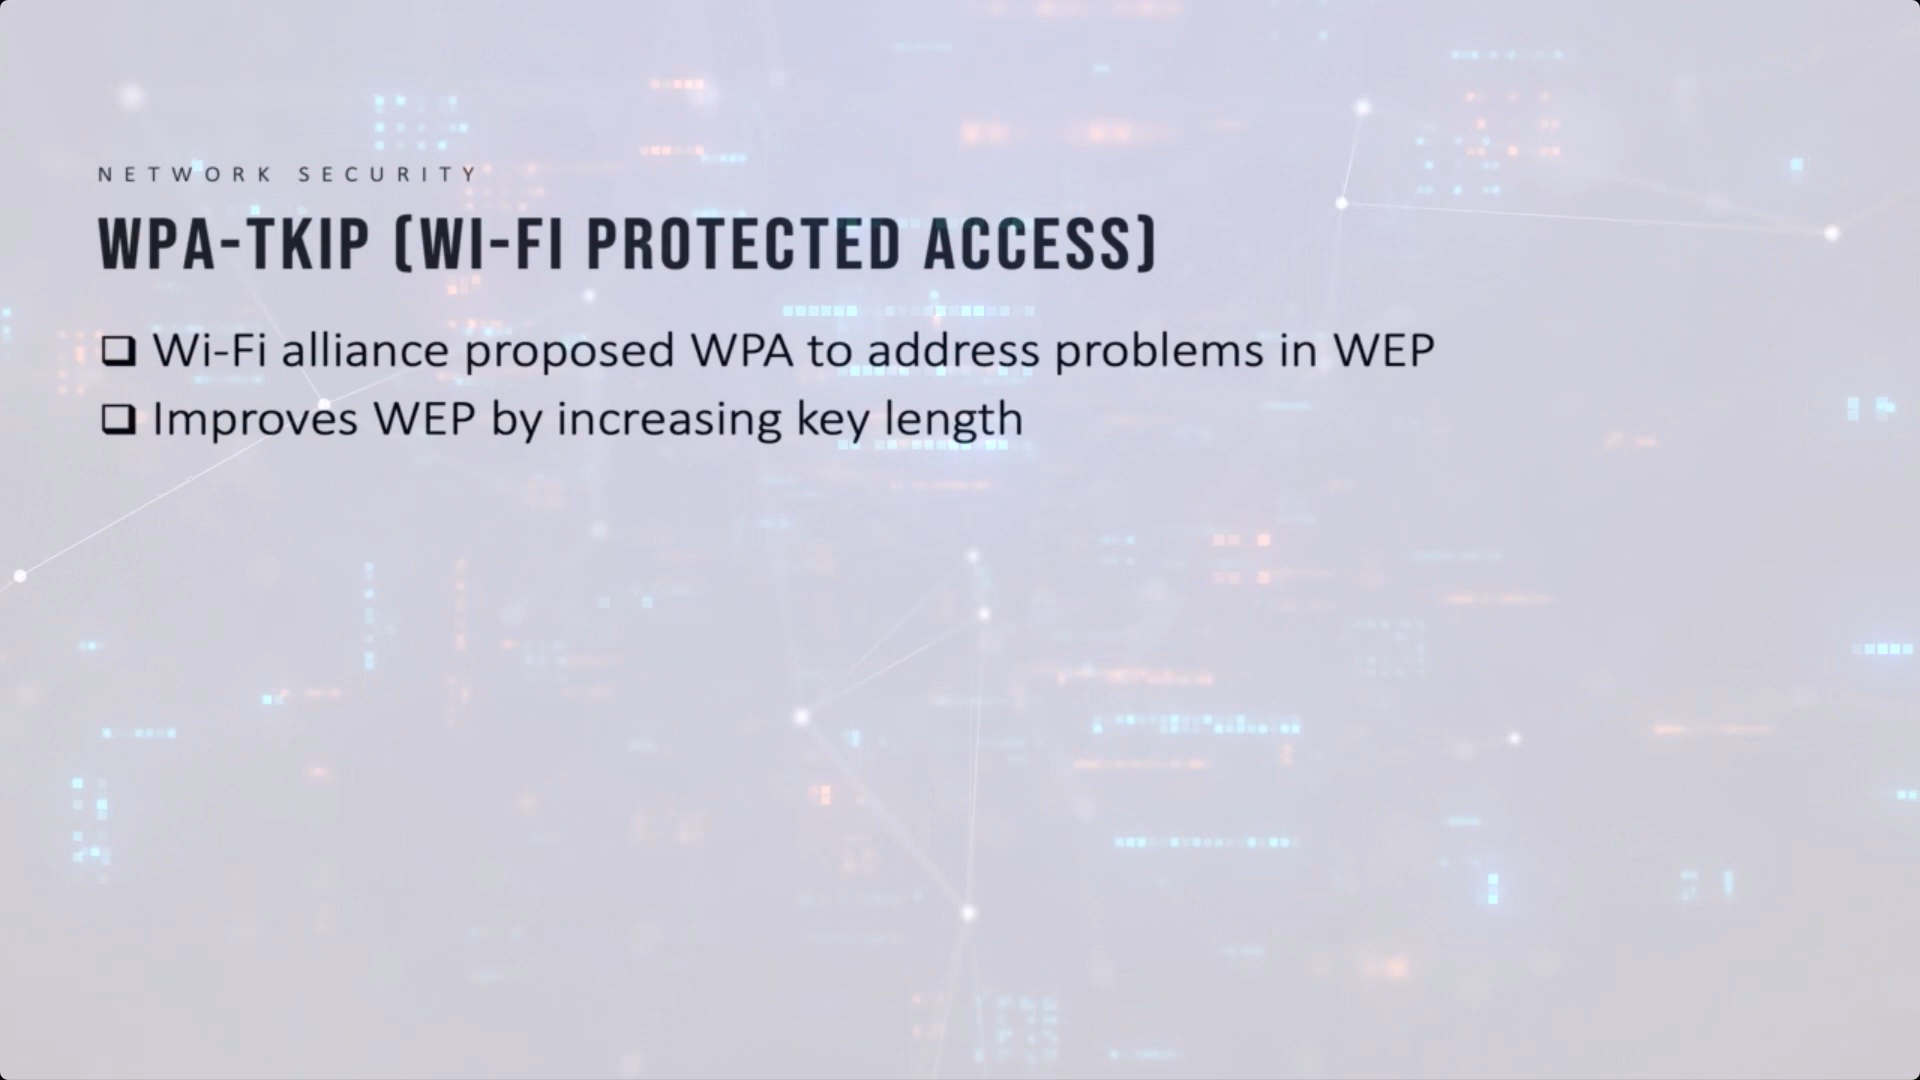 NETWORK SECURITY
WPA-TKIP (WI-FI PROTECTED ACCESS)
❑ Wi-Fi alliance proposed WPA to address problems in WEP
❑ Improves WEP by increasing key length